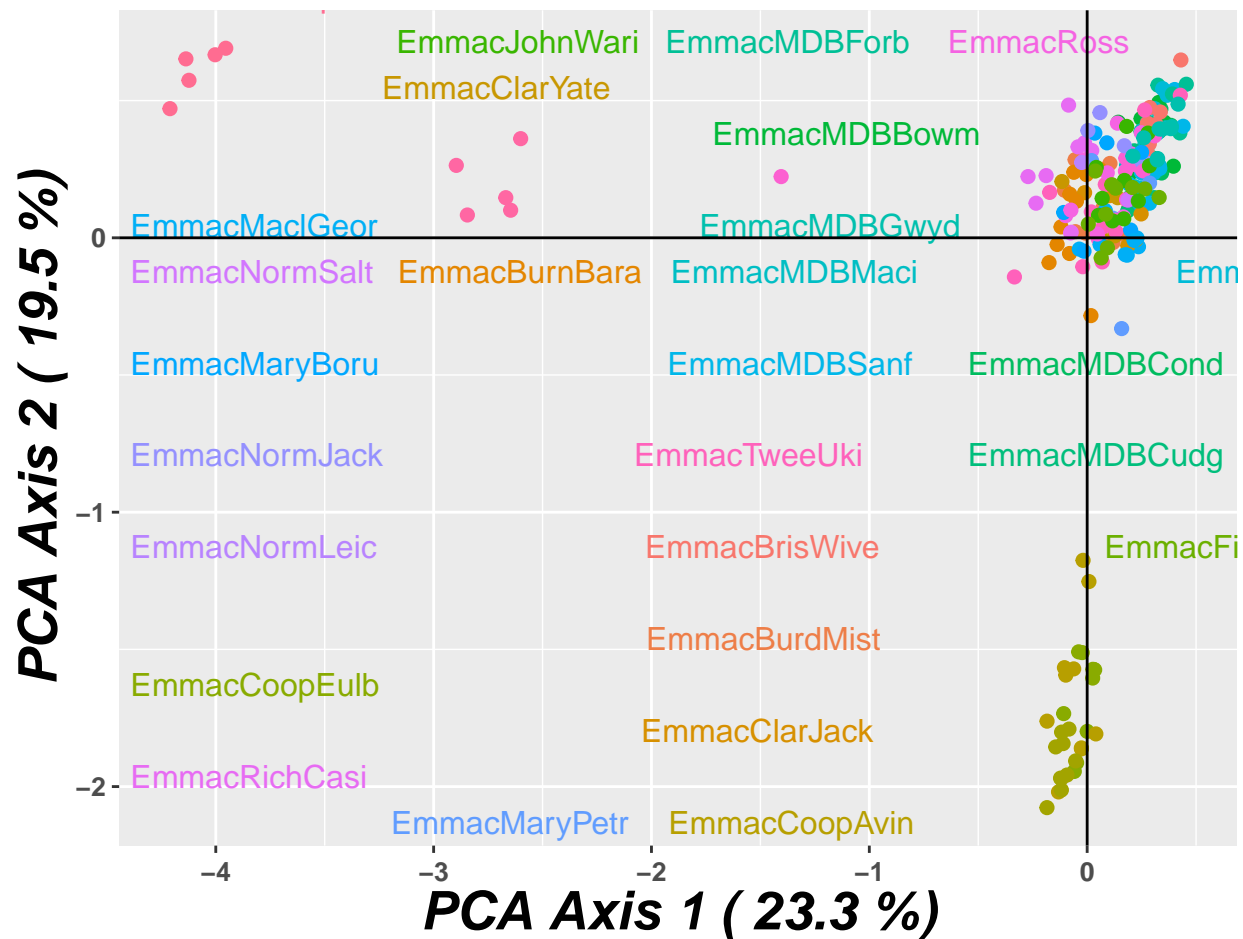 EmmacJohnWari EmmacMDBForb EmmacRoss
EmmacClarYate
EmmacMDBBowm
EmmacMaclGeor EmmacMDBGwyd
0
EmmacNormSalt EmmacBurnBara EmmacMDBMaci Emm
EmmacMaryBoru EmmacMDBSanf EmmacMDBCond
EmmacNormJack EmmacTweeUki EmmacMDBCudg
−1
EmmacNormLeic EmmacBrisWive EmmacFi
EmmacBurdMist
EmmacCoopEulb
EmmacClarJack
EmmacRichCasi
−2
EmmacMaryPetr EmmacCoopAvin
−4 −3 −2 −1 0
PCA Axis 1 ( 23.3 %)
PCA Axis 2 ( 19.5 %)